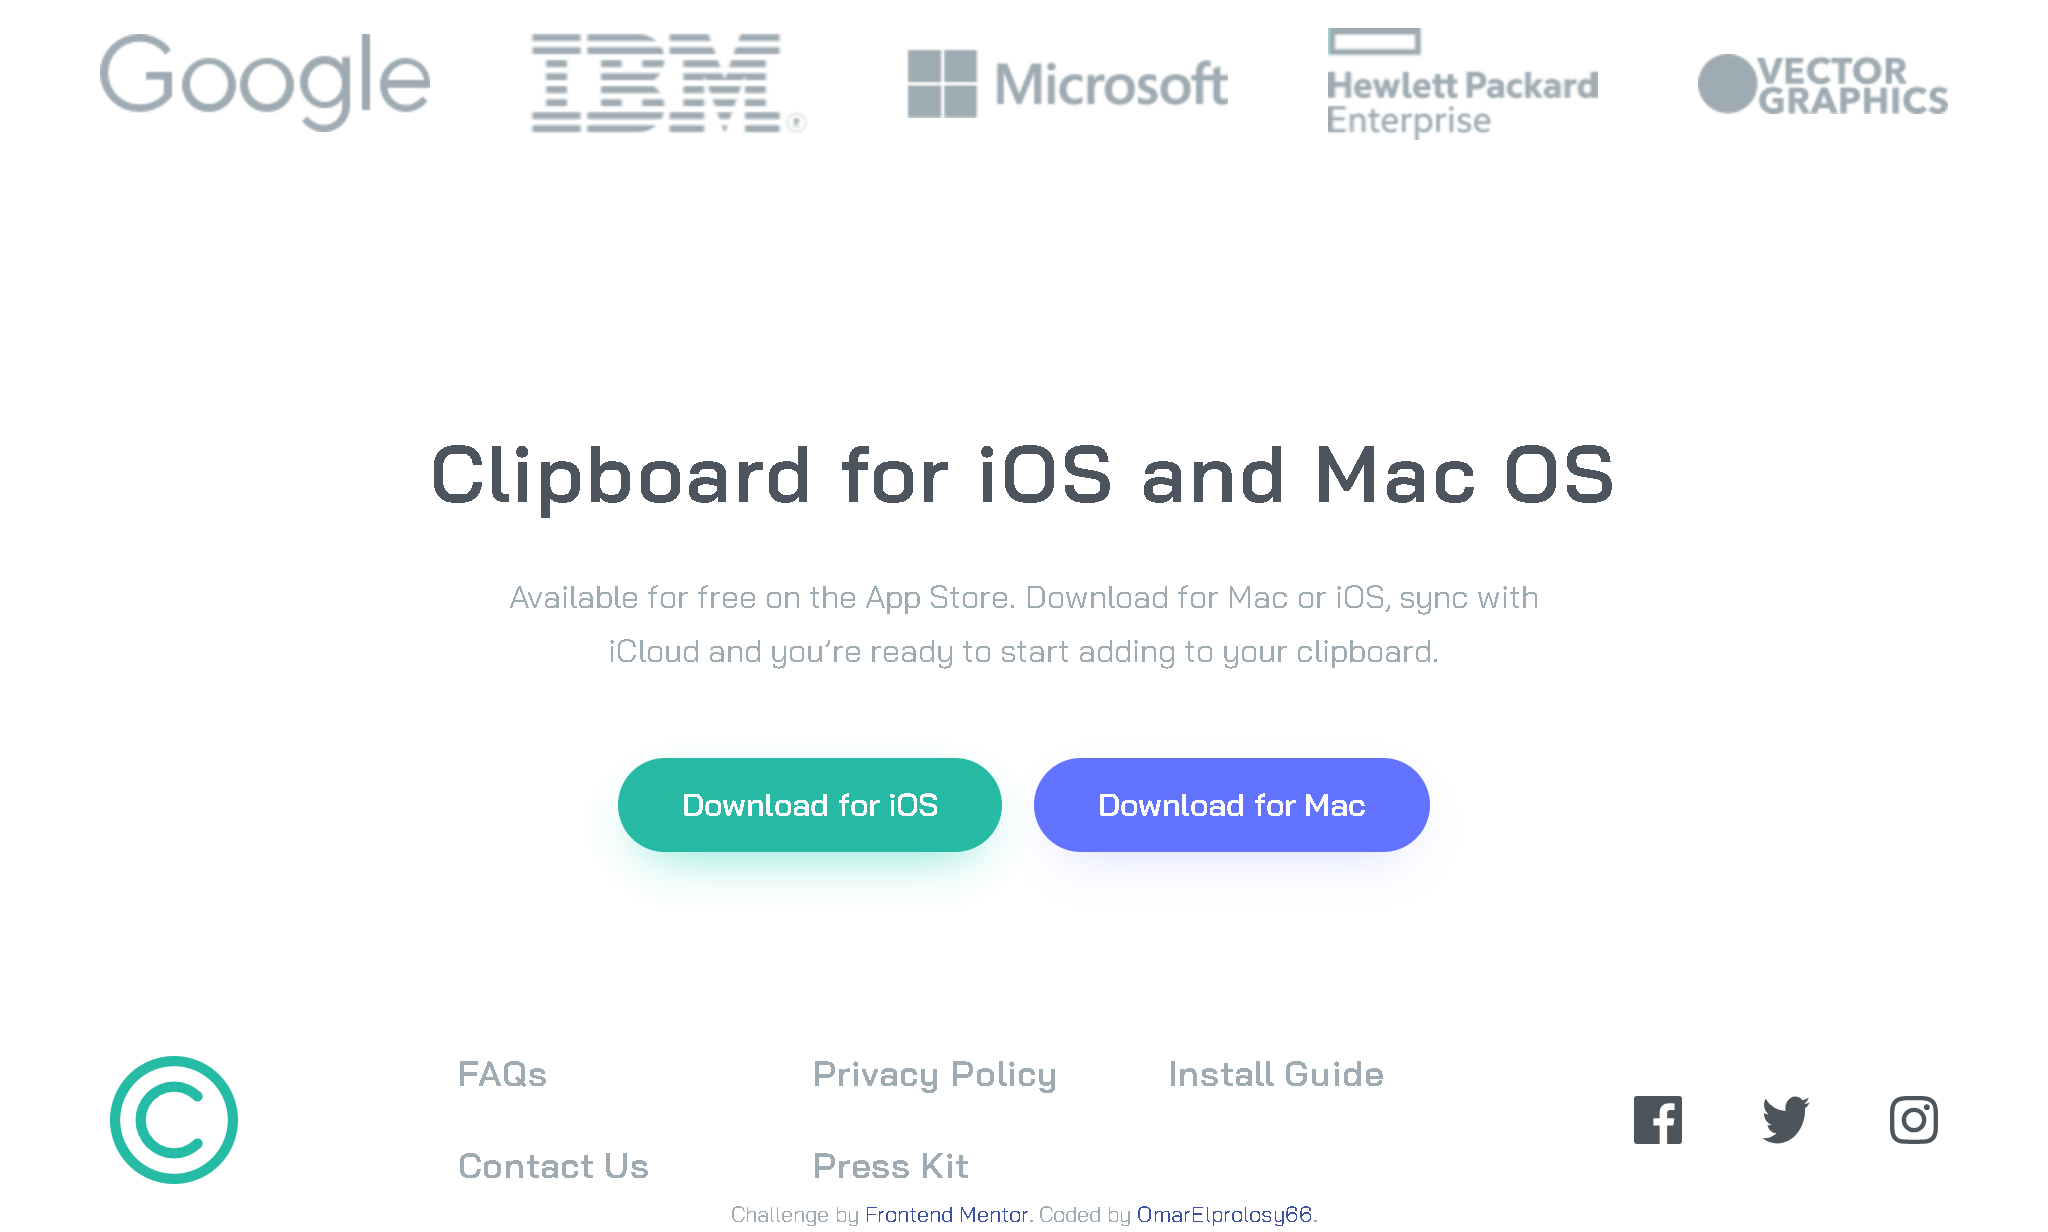 Google
IBM®
Microsoft
Hewlett Packard
Enterprise
VECTOR
GRAPHICS
Clipboard for iOS and Mac OS
Available for free on the App Store. Download for Mac or iOS, sync with
iCloud and you’re ready to start adding to your clipboard.
Download for iOS
Download for Mac
FAQs
Privacy Policy
Install Guide
Contact Us
Press Kit
Challenge by Frontend Mentor. Coded by OmarElprolosy66.